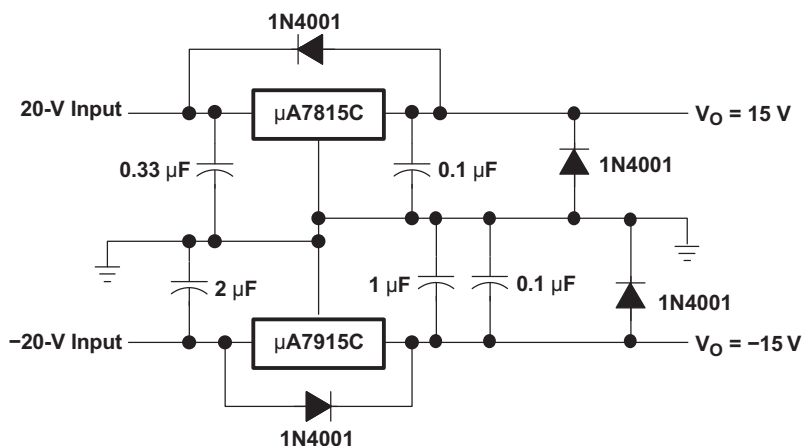 1N4001
20-V Input
µA7815C
V_O = 15 V
0.33 µF
0.1 µF
1N4001
2 µF
1 µF
0.1 µF
1N4001
−20-V Input
µA7915C
V_O = −15 V
1N4001